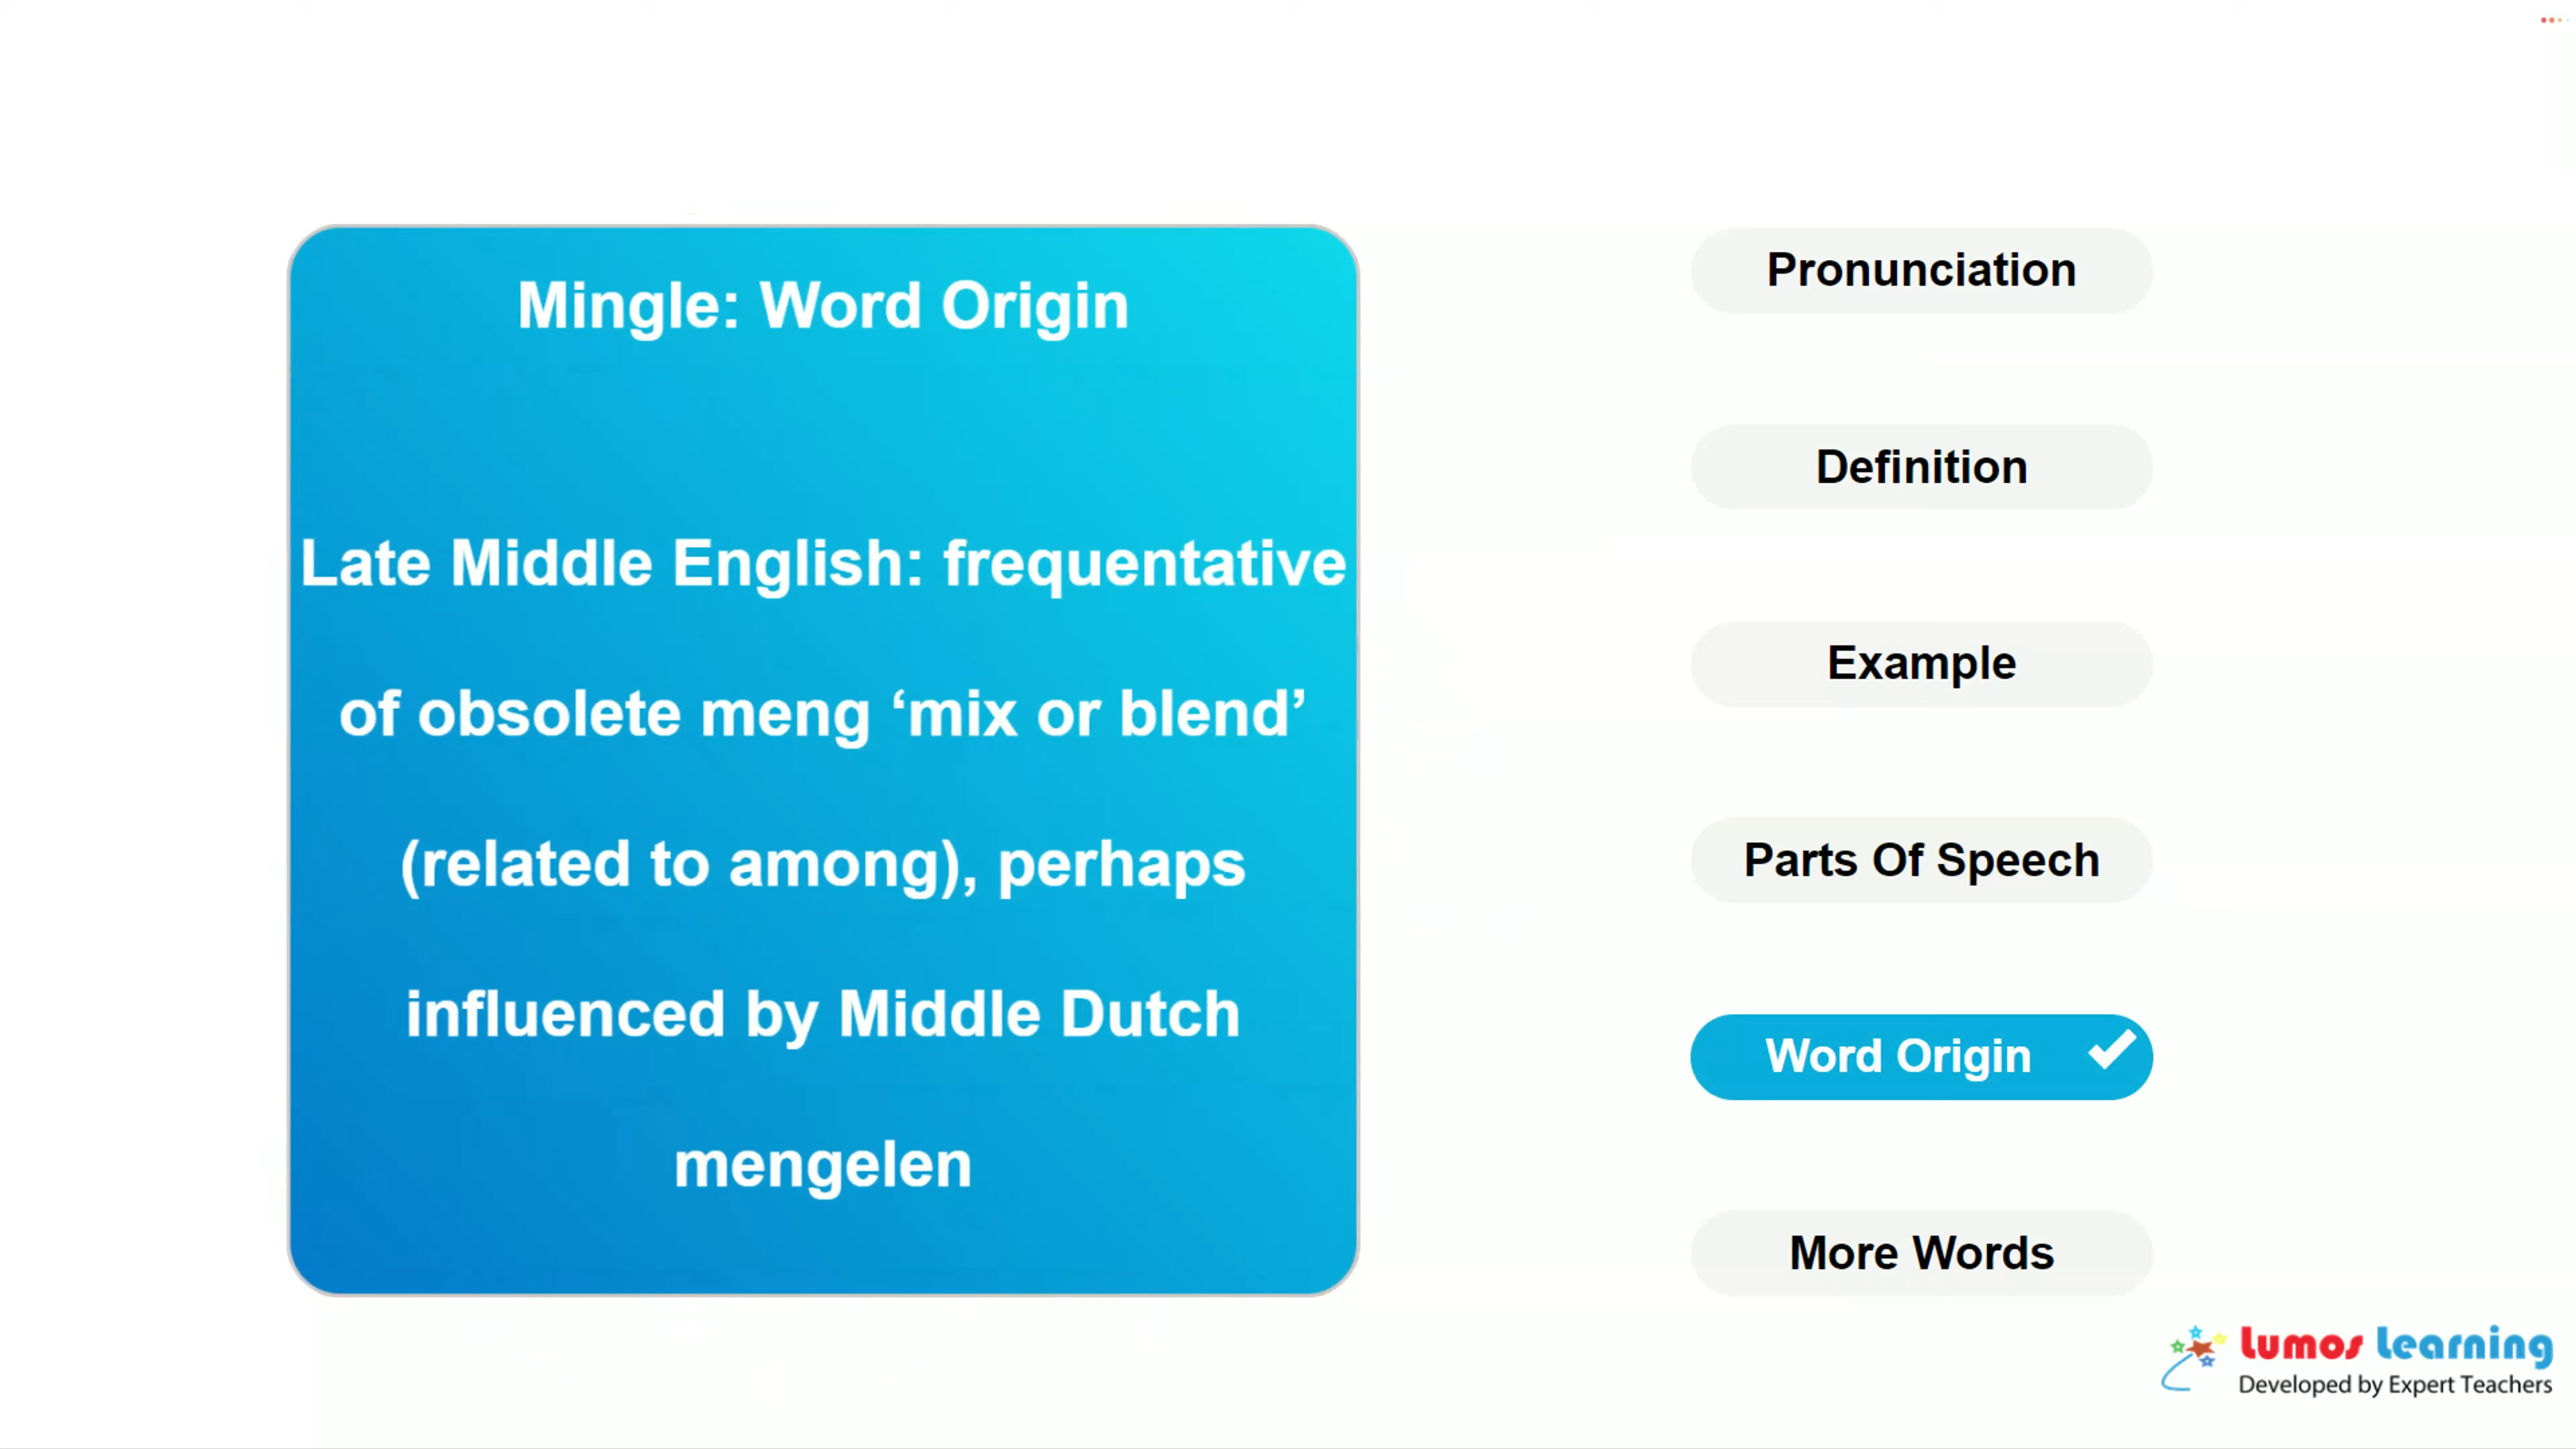 Mingle: Word Origin
Late Middle English: frequentative
of obsolete meng ‘mix or blend’
(related to among), perhaps
influenced by Middle Dutch
mengelen
Pronunciation
Definition
Example
Parts Of Speech
Word Origin
More Words
Lumos Learning
Developed by Expert Teachers